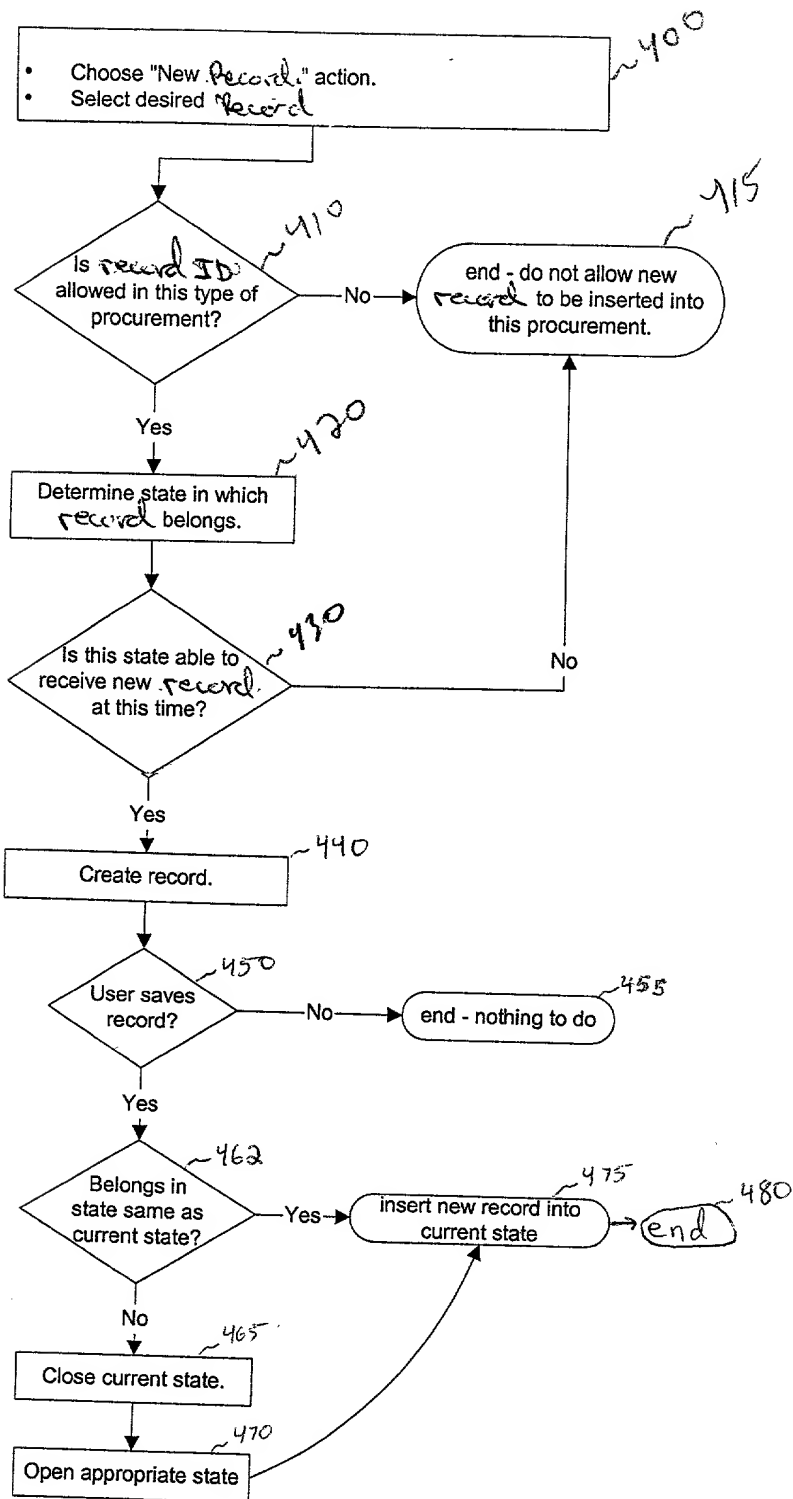 400
• Choose "New Record." action.
• Select desired Record
410
415
Is record ID
allowed in this type of
procurement?
No
end - do not allow new
record to be inserted into
this procurement.
Yes
420
Determine state in which
record belongs.
430
Is this state able to
receive new record.
at this time?
No
Yes
440
Create record.
450
User saves
record?
No
455
end - nothing to do
Yes
462
Belongs in
state same as
current state?
Yes
475
insert new record into
current state
480
end
No
465
Close current state.
470
Open appropriate state